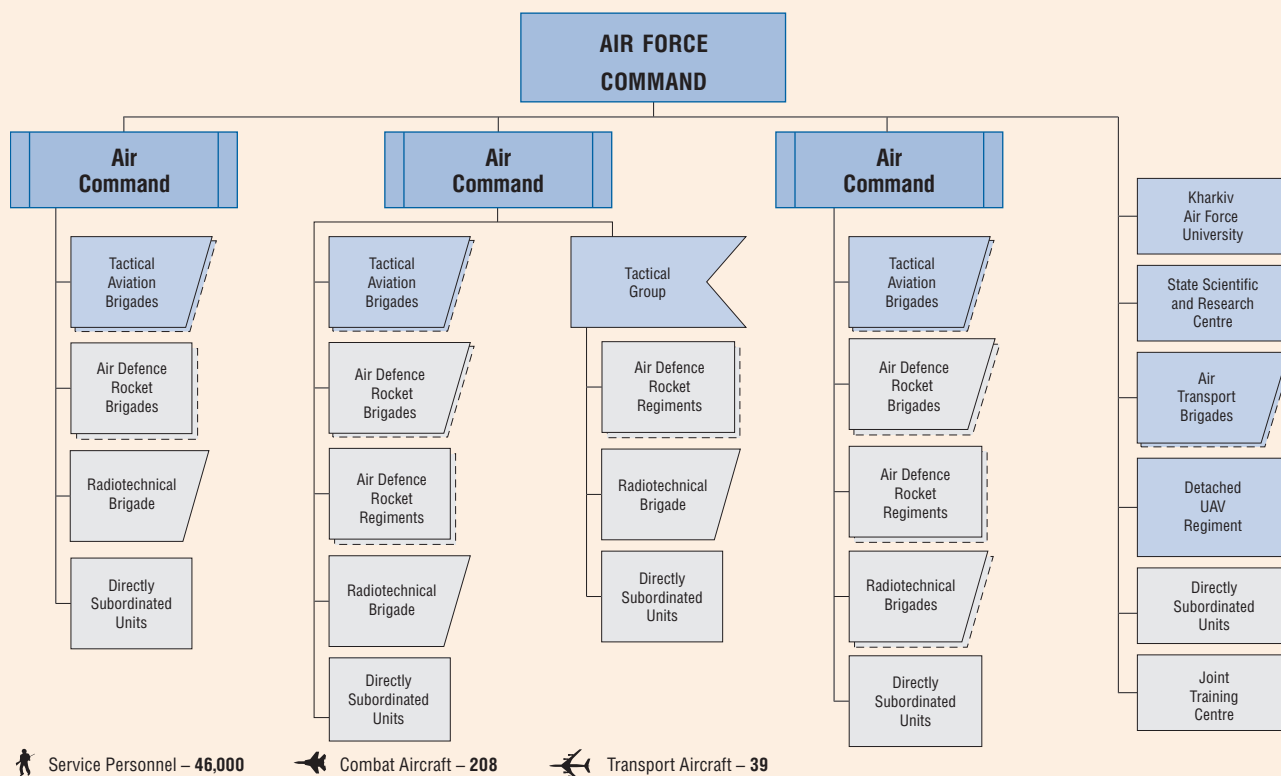 AIR FORCE
COMMAND
Air
Command
Tactical
Aviation
Brigades
Air Defence
Rocket
Brigades
Radiotechnical
Brigade
Directly
Subordinated
Units
Air
Command
Tactical
Aviation
Brigades
Air Defence
Rocket
Brigades
Air Defence
Rocket
Regiments
Radiotechnical
Brigade
Directly
Subordinated
Units
Tactical
Group
Air Defence
Rocket
Regiments
Radiotechnical
Brigade
Directly
Subordinated
Units
Air
Command
Tactical
Aviation
Brigades
Air Defence
Rocket
Brigades
Air Defence
Rocket
Regiments
Radiotechnical
Brigades
Directly
Subordinated
Units
Kharkiv
Air Force
University
State Scientific
and Research
Centre
Air
Transport
Brigades
Detached
UAV
Regiment
Directly
Subordinated
Units
Joint
Training
Centre
Service Personnel – 46,000
Combat Aircraft – 208
Transport Aircraft – 39